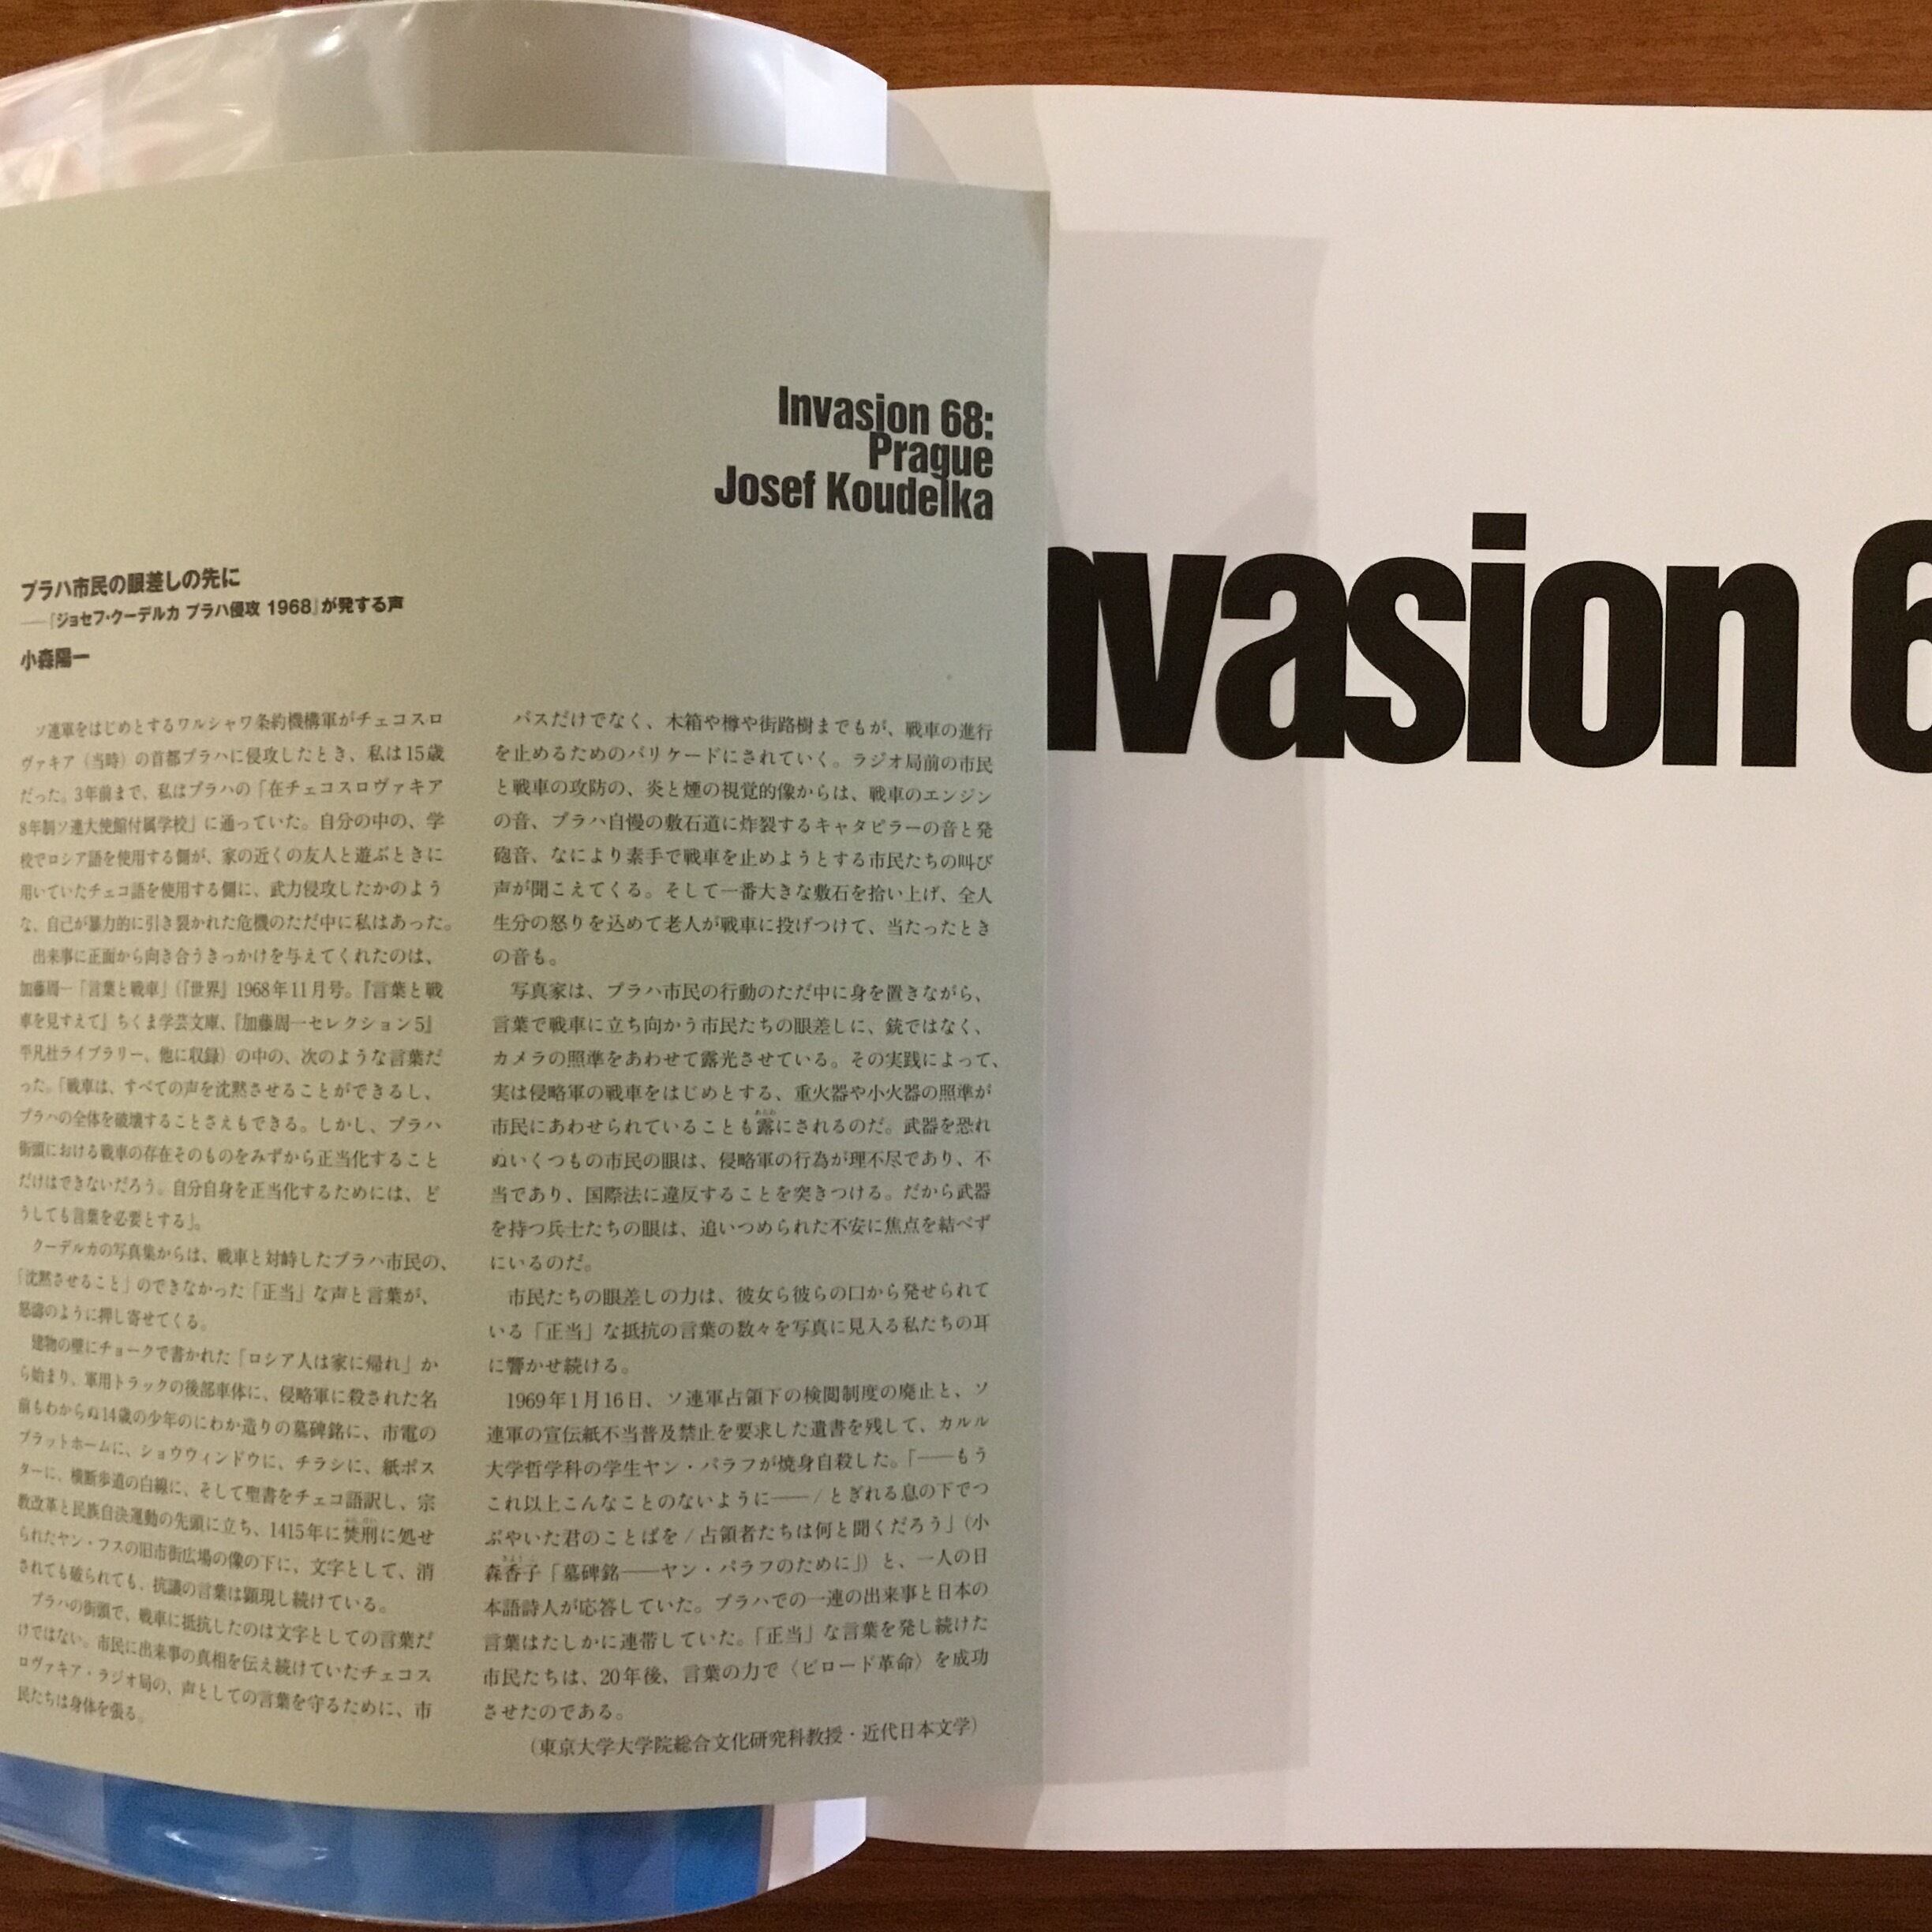 Invasion 68:
Prague
Josef Koudelka
プラハ市民の眼差しの先に
——『ジョセフ・クーデルカ プラハ侵攻 1968』が発する声
小森陽一
ソ連軍をはじめとするワルシャワ条約機構軍がチェコスロ
ヴァキア（当時）の首都プラハに侵攻したとき、私は15歳
だった。3年前まで、私はプラハの「在チェコスロヴァキア
8年制ソ連大使館付属学校」に通っていた。自分の中の、学
校でロシア語を使用する側が、家の近くの友人と遊ぶときに
用いていたチェコ語を使用する側に、武力侵攻したかのよう
な、自己が暴力的に引き裂かれた危機のただ中に私はあった。
出来事に正面から向き合うきっかけを与えてくれたのは、
加藤周一「言葉と戦車」（『世界』1968年11月号。『言葉と戦
車を見すえて』ちくま学芸文庫、『加藤周一セレクション5』
平凡社ライブラリー、他に収録）の中の、次のような言葉だ
った。「戦車は、すべての声を沈黙させることができるし、
プラハの全体を破壊することさえもできる。しかし、プラハ
街頭における戦車の存在そのものをみずから正当化すること
だけはできないだろう。自分自身を正当化するためには、ど
うしても言葉を必要とする」。
クーデルカの写真集からは、戦車と対峙したプラハ市民の、
「沈黙させること」のできなかった「正当」な声と言葉が、
怒濤のように押し寄せてくる。
建物の壁にチョークで書かれた「ロシア人は家に帰れ」か
ら始まり、軍用トラックの後部車体に、侵略軍に殺された名
前もわからぬ14歳の少年のにわか造りの墓碑銘に、市電の
プラットホームに、ショウウィンドウに、チラシに、紙ポス
ターに、横断歩道の白線に、そして聖書をチェコ語訳し、宗
教改革と民族自決運動の先頭に立ち、1415年に焚刑に処せ
られたヤン・フスの旧市街広場の像の下に、文字として、消
されても破られても、抗議の言葉は顕現し続けている。
プラハの街頭で、戦車に抵抗したのは文字としての言葉だ
けではない。市民に出来事の真相を伝え続けていたチェコス
ロヴァキア・ラジオ局の、声としての言葉を守るために、市
民たちは身体を張る。
バスだけでなく、木箱や樽や街路樹までもが、戦車の進行
を止めるためのバリケードにされていく。ラジオ局前の市民
と戦車の攻防の、炎と煙の視覚的像からは、戦車のエンジン
の音、プラハ自慢の敷石道に炸裂するキャタピラーの音と発
砲音、なにより素手で戦車を止めようとする市民たちの叫び
声が聞こえてくる。そして一番大きな敷石を拾い上げ、全人
生分の怒りを込めて老人が戦車に投げつけて、当たったとき
の音も。
写真家は、プラハ市民の行動のただ中に身を置きながら、
言葉で戦車に立ち向かう市民たちの眼差しに、銃ではなく、
カメラの照準をあわせて露光させている。その実践によって、
実は侵略軍の戦車をはじめとする、重火器や小火器の照準が
市民にあわせられていることも露にされるのだ。武器を恐れ
ぬいくつもの市民の眼は、侵略軍の行為が理不尽であり、不
当であり、国際法に違反することを突きつける。だから武器
を持つ兵士たちの眼は、追いつめられた不安に焦点を結べず
にいるのだ。
市民たちの眼差しの力は、彼女ら彼らの口から発せられて
いる「正当」な抵抗の言葉の数々を写真に見入る私たちの耳
に響かせ続ける。
1969年1月16日、ソ連軍占領下の検閲制度の廃止と、ソ
連軍の宣伝紙不当普及禁止を要求した遺書を残して、カルル
大学哲学科の学生ヤン・パラフが焼身自殺した。「——もう
これ以上こんなことのないように——／とぎれる息の下でつ
ぶやいた君のことばを／占領者たちは何と聞くだろう」（小
森香子「墓碑銘——ヤン・パラフのために」）と、一人の日
本語詩人が応答していた。プラハでの一連の出来事と日本の
言葉はたしかに連帯していた。「正当」な言葉を発し続けた
市民たちは、20年後、言葉の力で〈ビロード革命〉を成功
させたのである。
（東京大学大学院総合文化研究科教授・近代日本文学）
nvasion 6